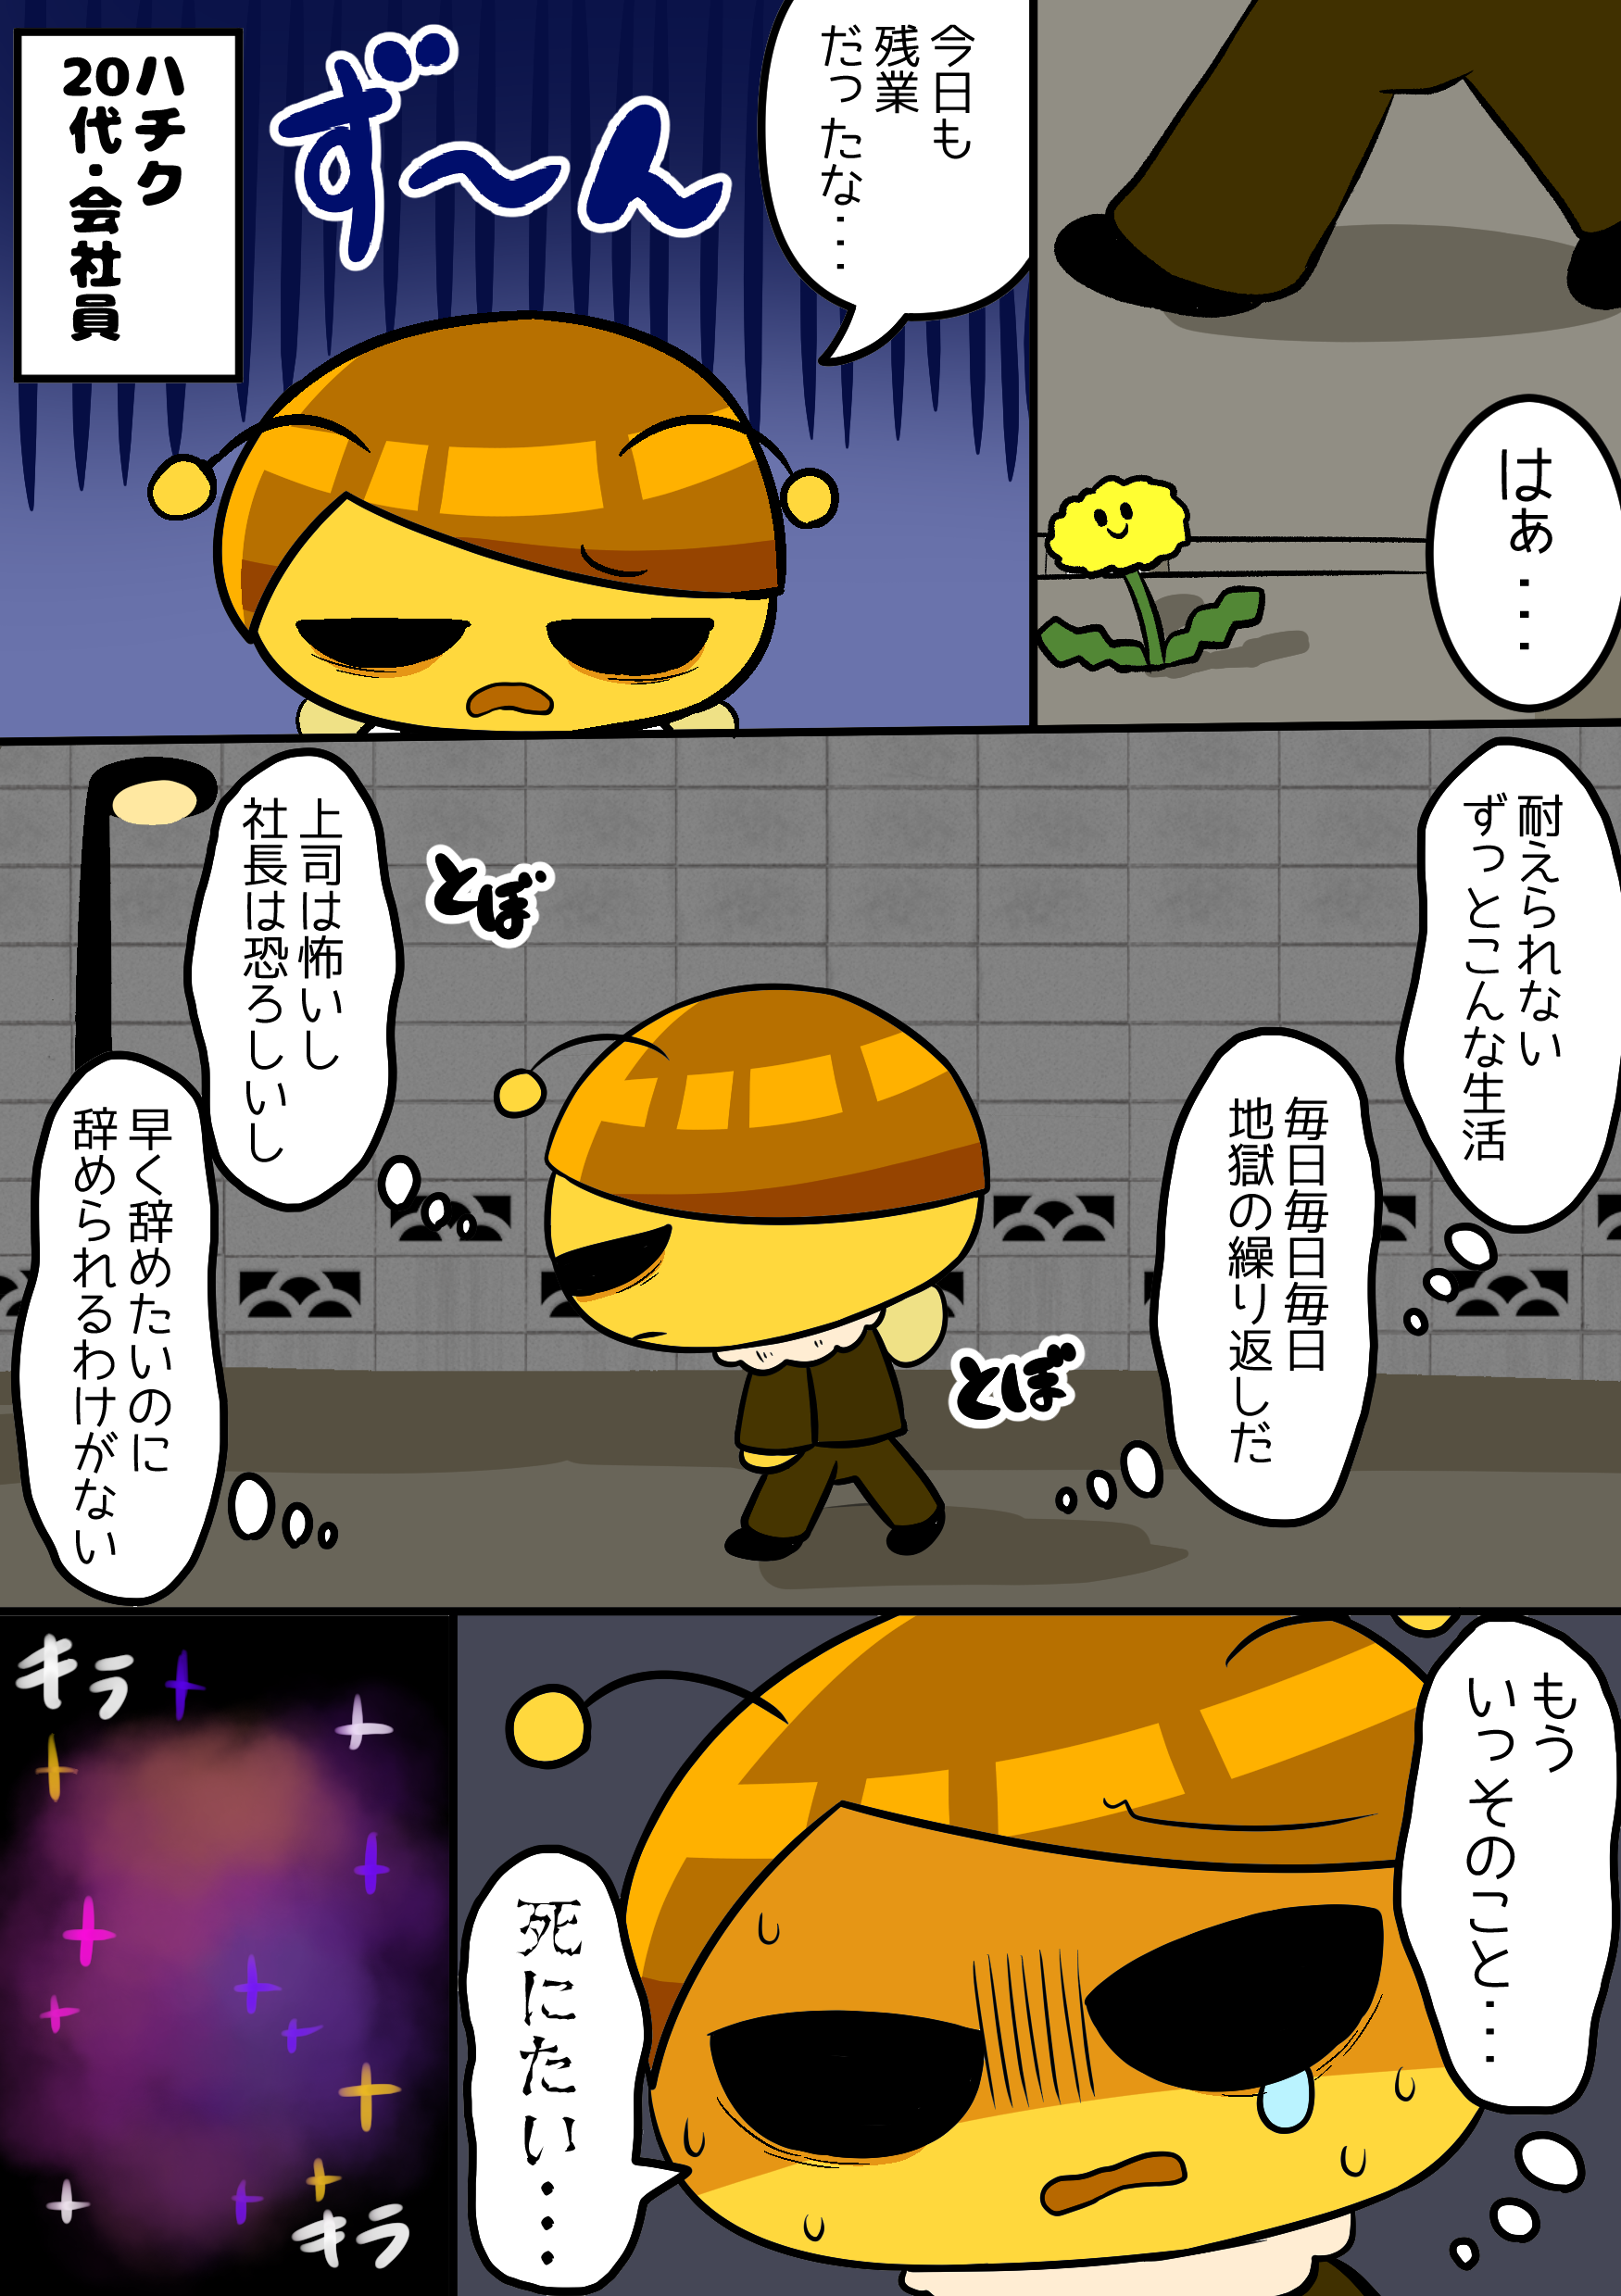 はあ・・・
今日も
残業
だったな・・・
ず～ん
ハチク
20代・会社員
耐えられない
ずっとこんな生活
毎日毎日毎日
地獄の繰り返しだ
とぼ
とぼ
上司は怖いし
社長は恐ろしいし
早く辞めたいのに
辞められるわけがない
もう
いっそのこと・・・
死にたい・・・
キラ
キラ